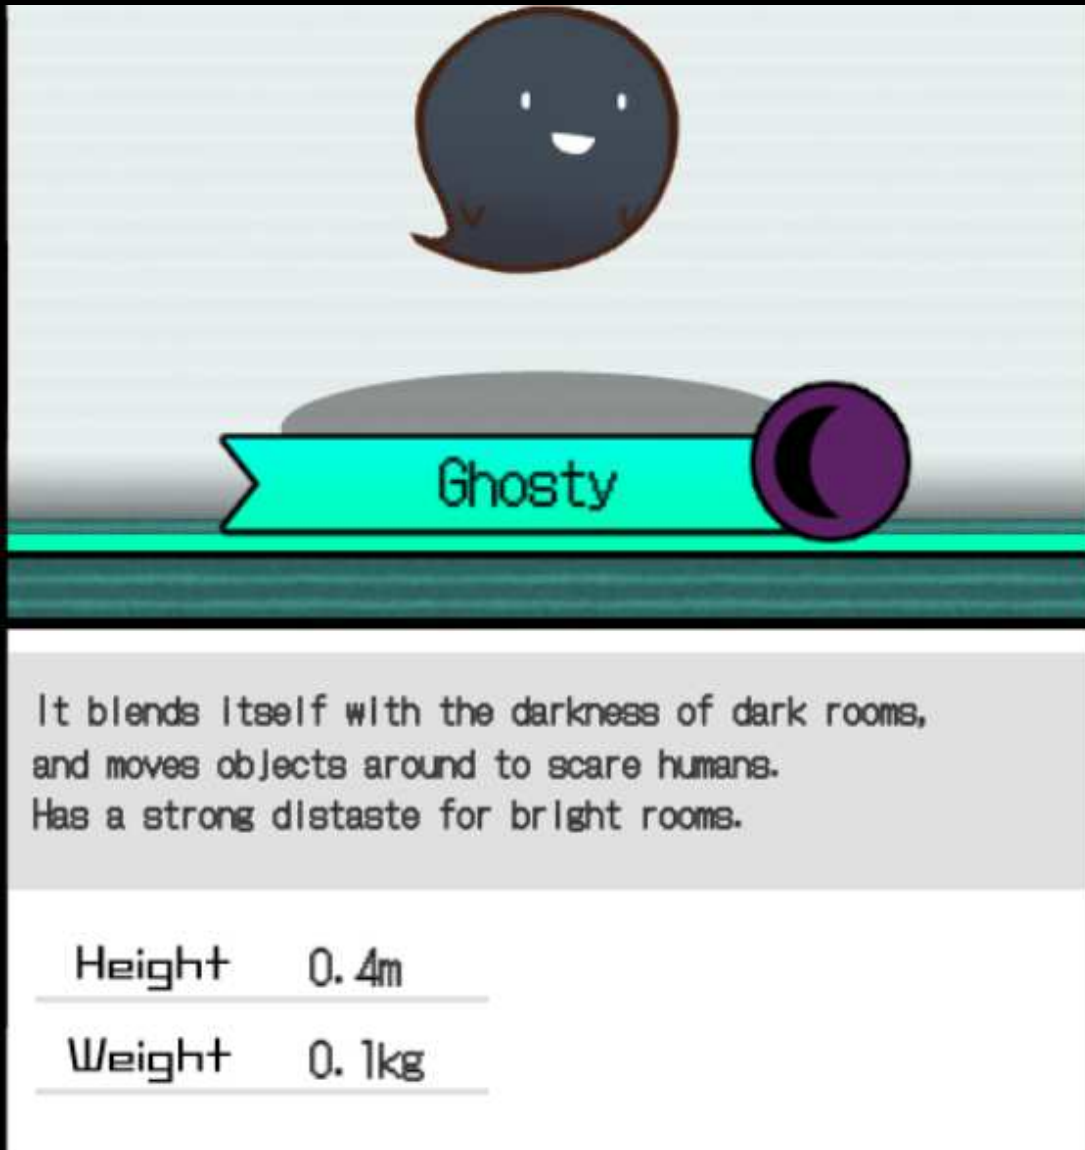 Ghosty
It blends itself with the darkness of dark rooms,
and moves objects around to scare humans.
Has a strong distaste for bright rooms.
Height 0.4m
Weight 0.1kg